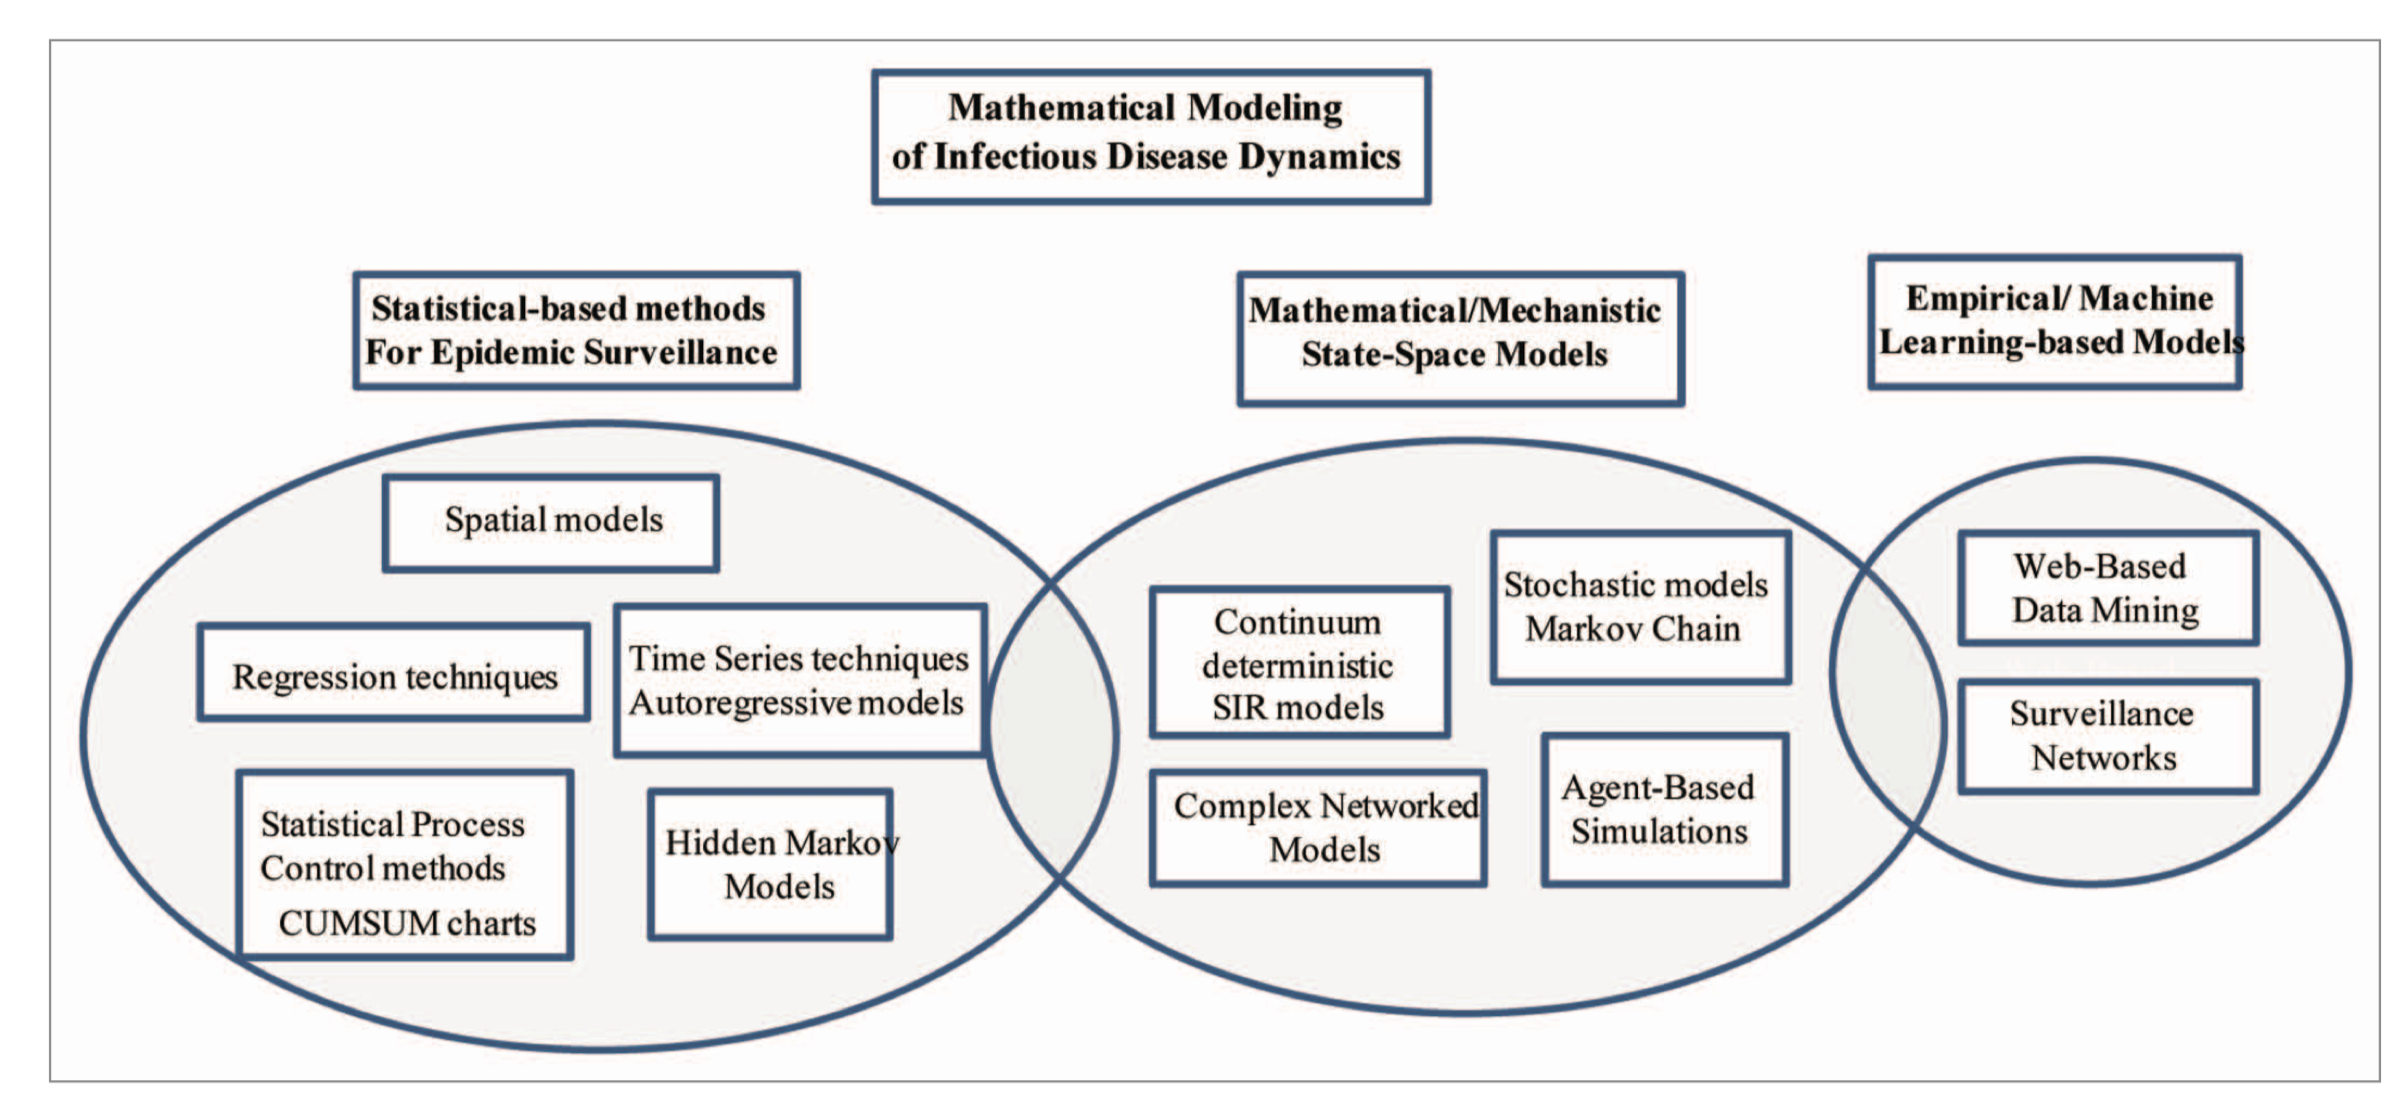 Mathematical Modeling
of Infectious Disease Dynamics
Statistical-based methods
For Epidemic Surveillance
Mathematical/Mechanistic
State-Space Models
Empirical/ Machine
Learning-based Models
Spatial models
Regression techniques
Time Series techniques
Autoregressive models
Statistical Process
Control methods
CUMSUM charts
Hidden Markov
Models
Continuum
deterministic
SIR models
Stochastic models
Markov Chain
Complex Networked
Models
Agent-Based
Simulations
Web-Based
Data Mining
Surveillance
Networks